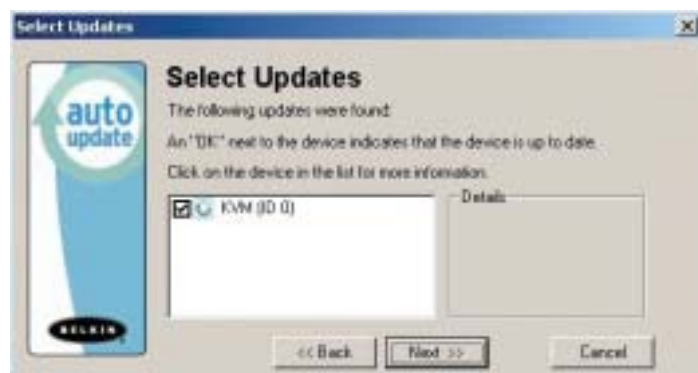 Select Updates
auto
update
Select Updates
The following updates were found:
An "OK" next to the device indicates that the device is up to date.
Click on the device in the list for more information.
KVM (ID 0)
Details
BELKIN
<< Back
Next >>
Cancel